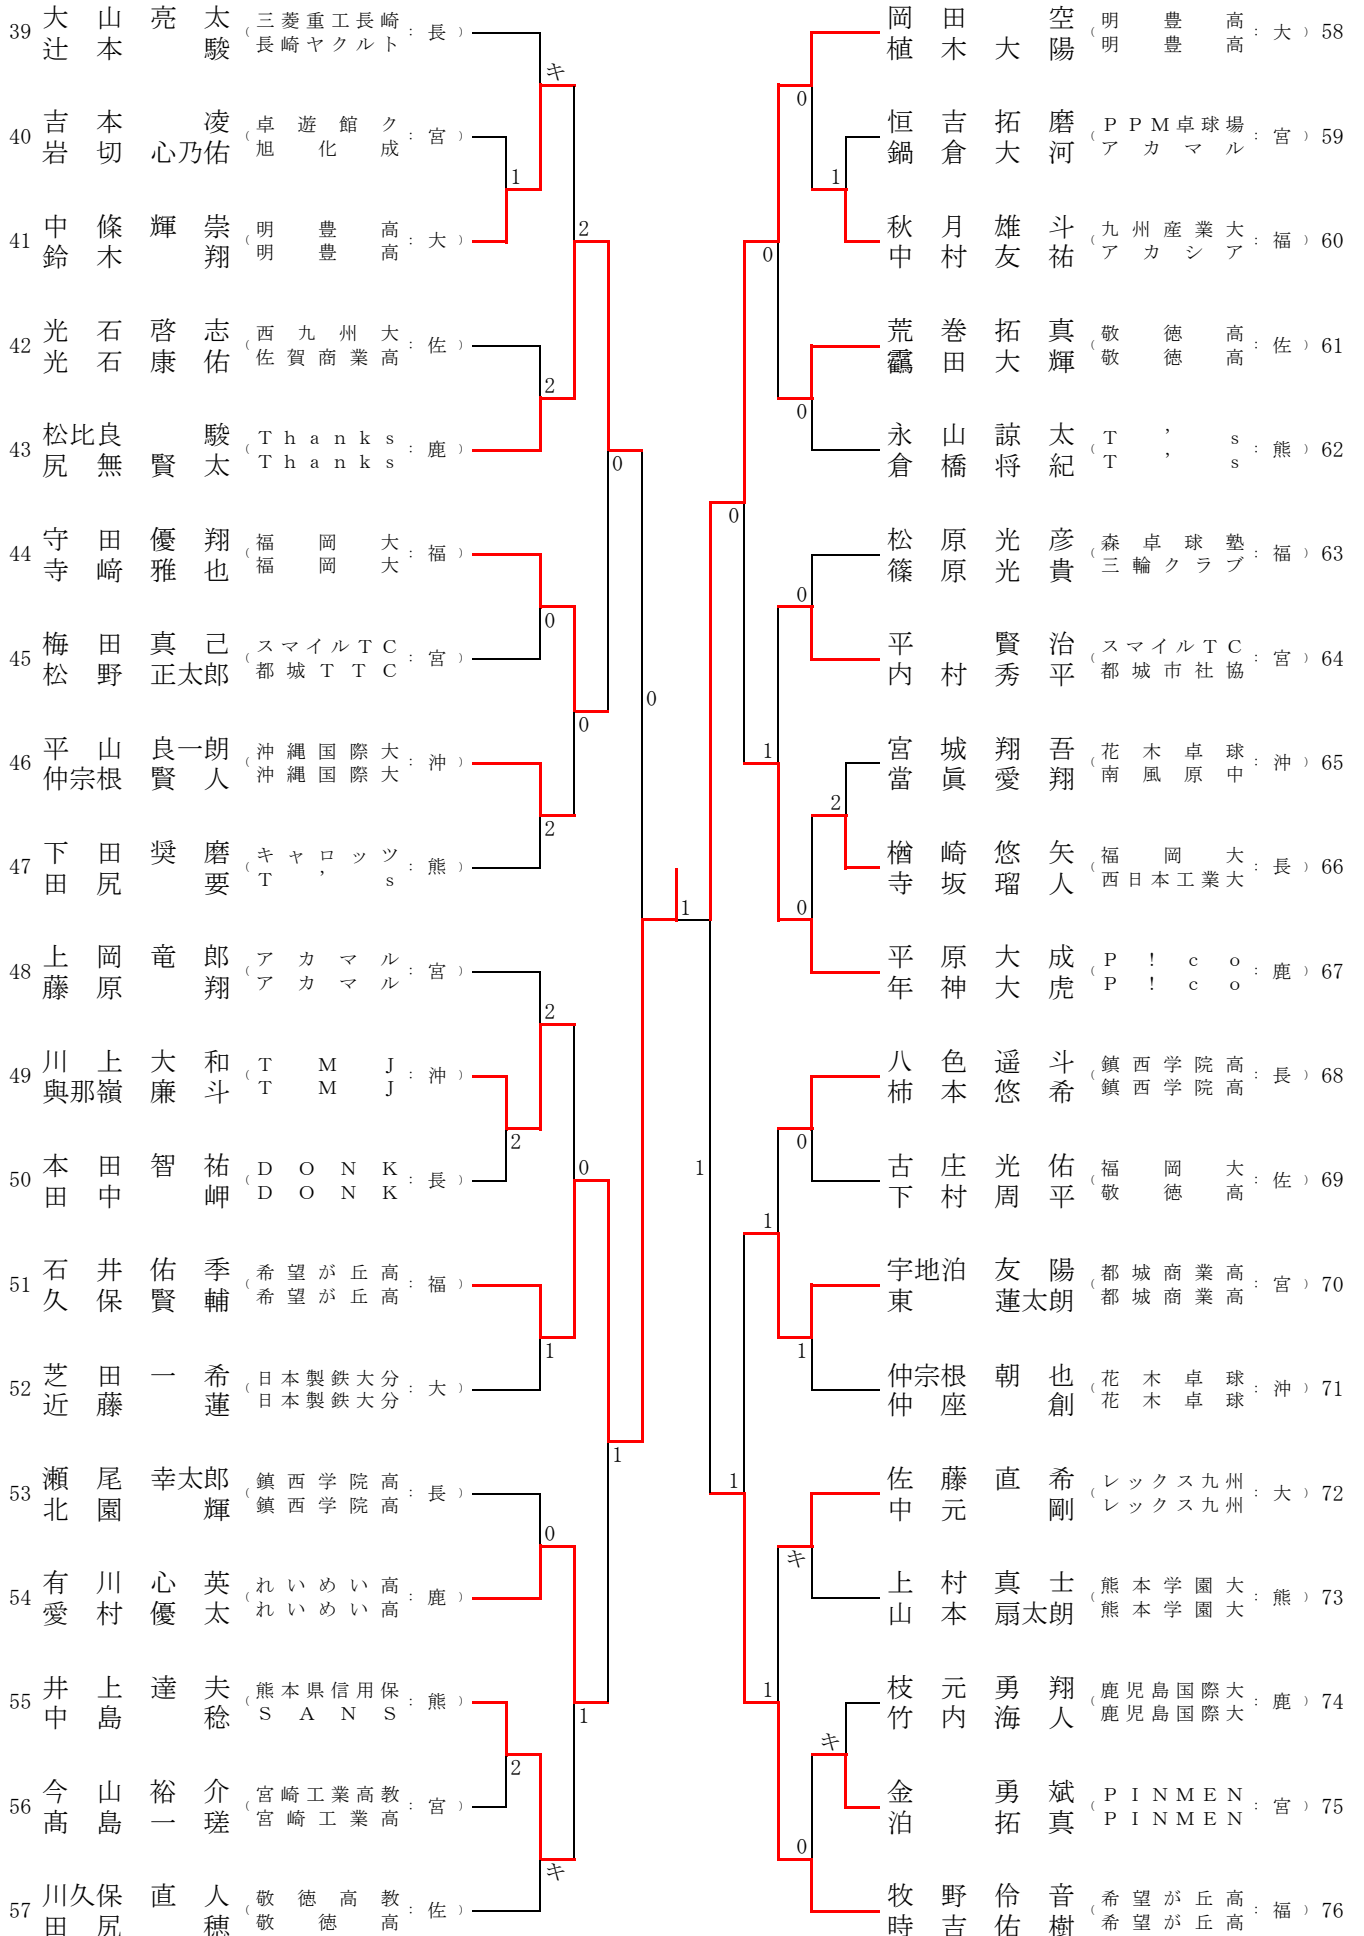 39 大山亮太 (三菱重工長崎 : 長)
辻本駿 長崎ヤクルト
40 吉本凌 (卓遊館ク : 宮)
岩切心乃佑 旭化成
41 中條輝崇 (明豊高 : 大)
鈴木翔 明豊高
42 光石啓志 (西九州大 : 佐)
光石康佑 佐賀商業高
43 松比良駿 (Thanks : 鹿)
尻無賢太 Thanks
44 守田優翔 (福岡大 : 福)
寺﨑雅也 福岡大
45 梅田真己 (スマイルTC : 宮)
松野正太郎 都城TTC
46 平山良一朗 (沖縄国際大 : 沖)
仲宗根賢人 沖縄国際大
47 下田奨磨 (キャロッツ : 熊)
田尻要 T’s
48 上岡竜郎 (アカマル : 宮)
藤原翔 アカマル
49 川上大和 (TMJ : 沖)
與那嶺廉斗 TMJ
50 本田智祐 (DONK : 長)
田中岬 DONK
51 石井佑季 (希望が丘高 : 福)
久保賢輔 希望が丘高
52 芝田一希 (日本製鉄大分 : 大)
近藤蓮 日本製鉄大分
53 瀬尾幸太郎 (鎮西学院高 : 長)
北園輝 鎮西学院高
54 有川心英 (れいめい高 : 鹿)
愛村優太 れいめい高
55 井上達夫 (熊本県信用保 : 熊)
中島稔 SANS
56 今山裕介 (宮崎工業高教 : 宮)
髙島一瑳 宮崎工業高
57 川久保直人 (敬徳高教 : 佐)
田尻穂 敬徳高
キ
1
2
2
0
0
0
2
0
2
2
0
1
1
0
1
2
キ
0
1
岡田空 (明豊高 : 大) 58
植木大陽 明豊高
恒吉拓磨 (PPM卓球場 : 宮) 59
鍋倉大河 アカマル
秋月雄斗 (九州産業大 : 福) 60
中村友祐 アカシア
荒巻拓真 (敬徳高 : 佐) 61
靍田大輝 敬徳高
永山諒太 (T’s : 熊) 62
倉橋将紀 T’s
松原光彦 (森卓球塾 : 福) 63
篠原光貴 三輪クラブ
平賢治 (スマイルTC : 宮) 64
内村秀平 都城市社協
宮城翔吾 (花木卓球 : 沖) 65
當眞愛翔 南風原中
楢崎悠矢 (福岡大 : 長) 66
寺坂瑠人 西日本工業大
平原大成 (P!co : 鹿) 67
年神大虎 P!co
八色遥斗 (鎮西学院高 : 長) 68
柿本悠希 鎮西学院高
古庄光佑 (福岡大 : 佐) 69
下村周平 敬徳高
宇地泊友陽 (都城商業高 : 宮) 70
東蓮太朗 都城商業高
仲宗根朝也 (花木卓球 : 沖) 71
仲座創 花木卓球
佐藤直希 (レックス九州 : 大) 72
中元剛 レックス九州
上村真士 (熊本学園大 : 熊) 73
山本扇太朗 熊本学園大
枝元勇翔 (鹿児島国際大 : 鹿) 74
竹内海人 鹿児島国際大
金勇斌 (PINMEN : 宮) 75
泊拓真 PINMEN
牧野伶音 (希望が丘高 : 福) 76
時吉佑樹 希望が丘高
0
1
0
0
0
0
1
2
0
1
0
1
1
1
キ
1
キ
0